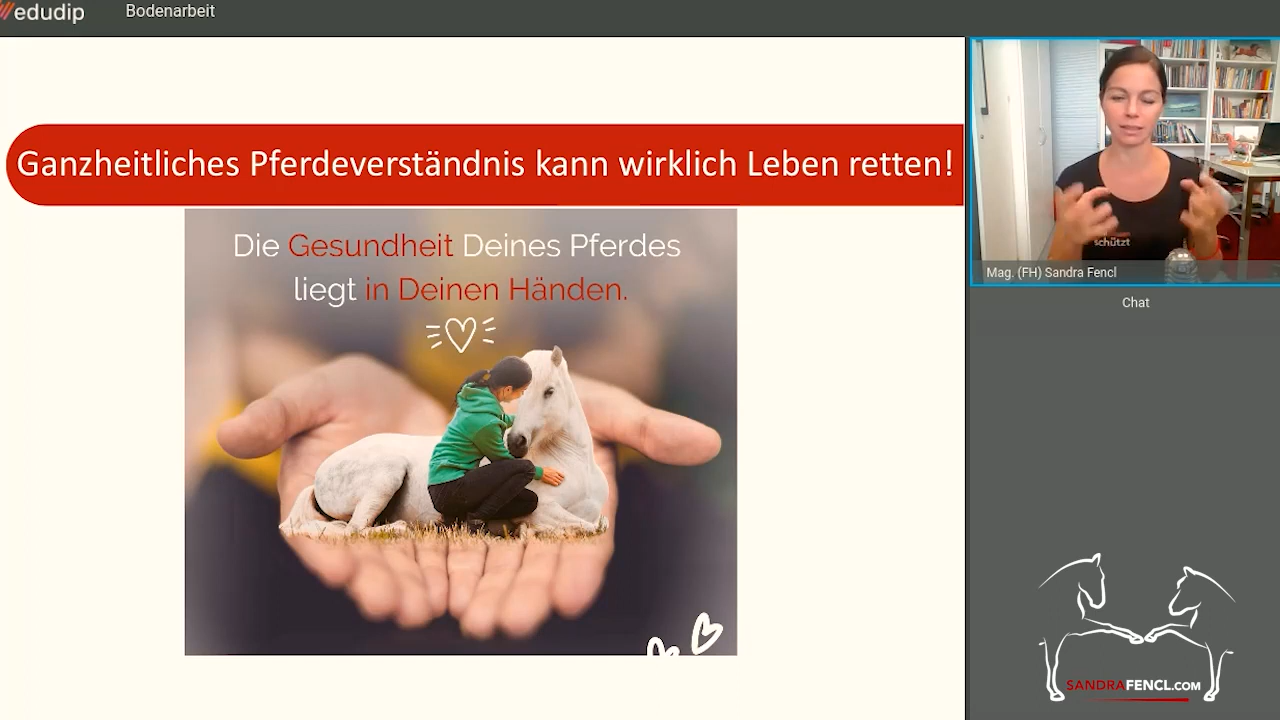 edudip
Bodenarbeit
Ganzheitliches Pferdeverständnis kann wirklich Leben retten!
Die Gesundheit Deines Pferdes
liegt in Deinen Händen.
schützt
Mag. (FH) Sandra Fencl
Chat
SANDRAFENCL.COM